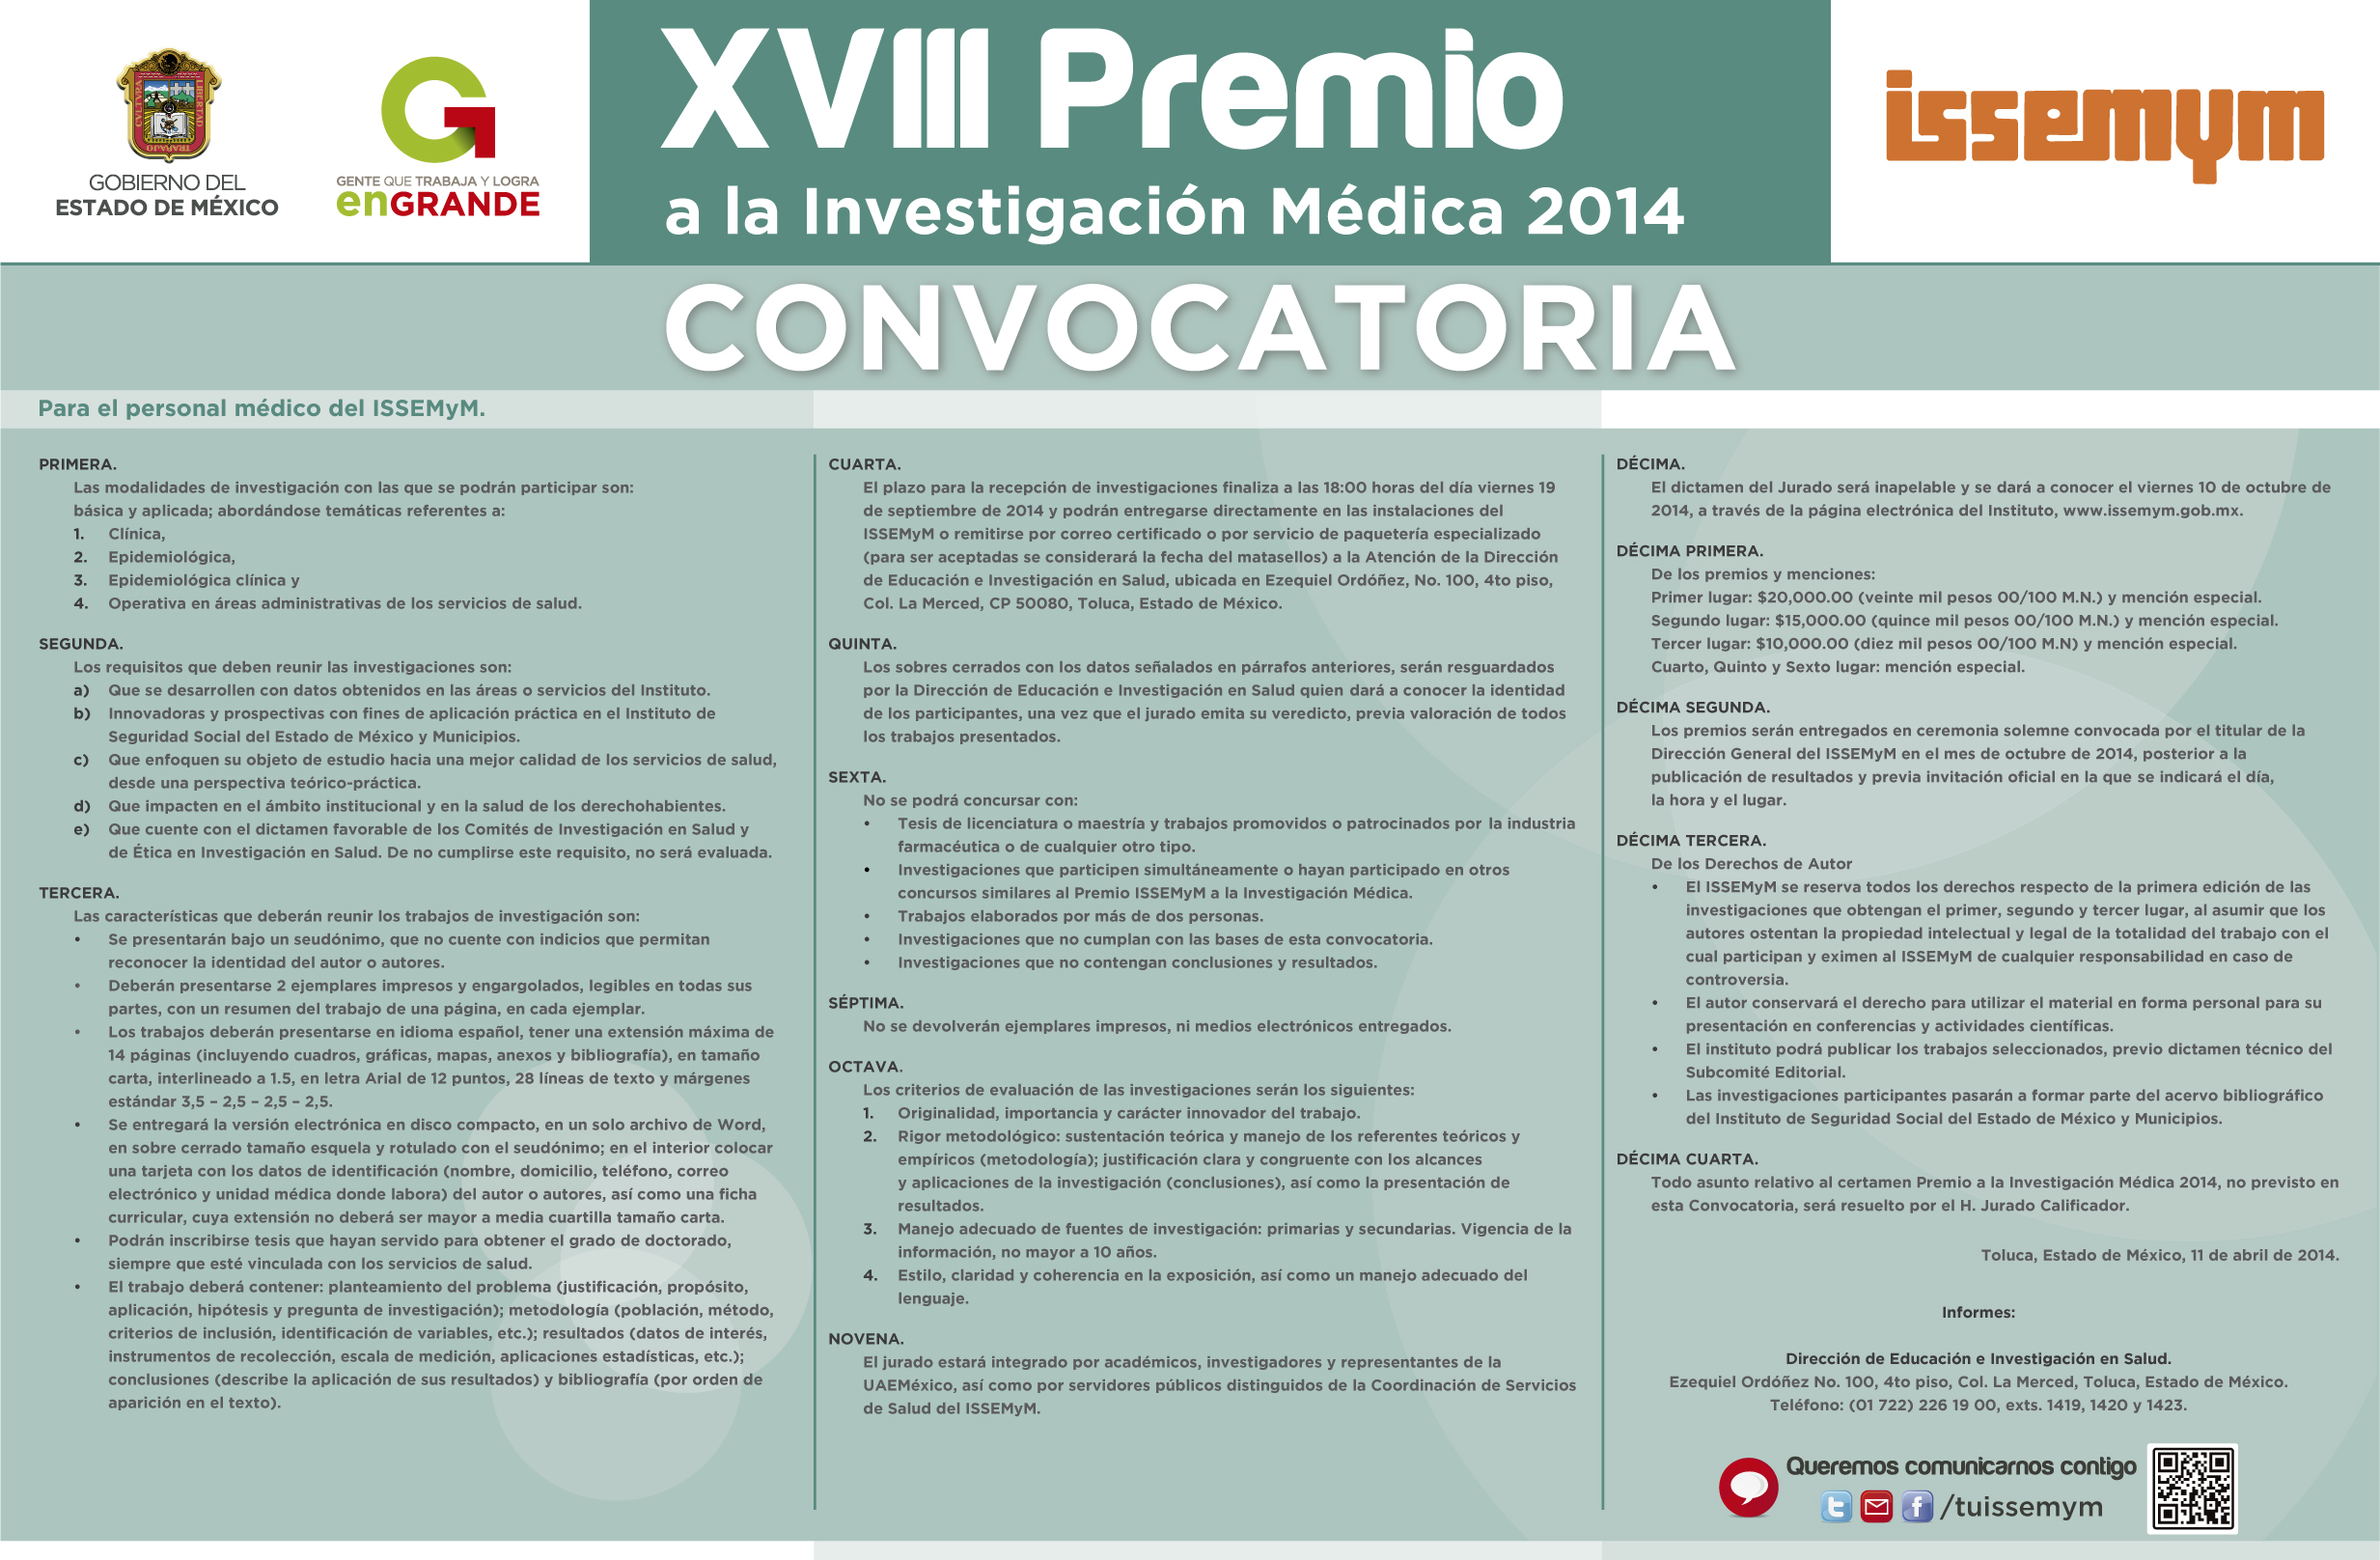 GOBIERNO DEL
ESTADO DE MÉXICO
GENTE QUE TRABAJA Y LOGRA
enGRANDE
XVIII Premio
a la Investigación Médica 2014
issemym
CONVOCATORIA
Para el personal médico del ISSEMyM.
PRIMERA.
Las modalidades de investigación con las que se podrán participar son:
básica y aplicada; abordándose temáticas referentes a:
1. Clínica,
2. Epidemiológica,
3. Epidemiológica clínica y
4. Operativa en áreas administrativas de los servicios de salud.
SEGUNDA.
Los requisitos que deben reunir las investigaciones son:
a) Que se desarrollen con datos obtenidos en las áreas o servicios del Instituto.
b) Innovadoras y prospectivas con fines de aplicación práctica en el Instituto de
Seguridad Social del Estado de México y Municipios.
c) Que enfoquen su objeto de estudio hacia una mejor calidad de los servicios de salud,
desde una perspectiva teórico-práctica.
d) Que impacten en el ámbito institucional y en la salud de los derechohabientes.
e) Que cuente con el dictamen favorable de los Comités de Investigación en Salud y
de Ética en Investigación en Salud. De no cumplirse este requisito, no será evaluada.
TERCERA.
Las características que deberán reunir los trabajos de investigación son:
• Se presentarán bajo un seudónimo, que no cuente con indicios que permitan
reconocer la identidad del autor o autores.
• Deberán presentarse 2 ejemplares impresos y engargolados, legibles en todas sus
partes, con un resumen del trabajo de una página, en cada ejemplar.
• Los trabajos deberán presentarse en idioma español, tener una extensión máxima de
14 páginas (incluyendo cuadros, gráficas, mapas, anexos y bibliografía), en tamaño
carta, interlineado a 1.5, en letra Arial de 12 puntos, 28 líneas de texto y márgenes
estándar 3,5 – 2,5 – 2,5 – 2,5.
• Se entregará la versión electrónica en disco compacto, en un solo archivo de Word,
en sobre cerrado tamaño esquela y rotulado con el seudónimo; en el interior colocar
una tarjeta con los datos de identificación (nombre, domicilio, teléfono, correo
electrónico y unidad médica donde labora) del autor o autores, así como una ficha
curricular, cuya extensión no deberá ser mayor a media cuartilla tamaño carta.
• Podrán inscribirse tesis que hayan servido para obtener el grado de doctorado,
siempre que esté vinculada con los servicios de salud.
• El trabajo deberá contener: planteamiento del problema (justificación, propósito,
aplicación, hipótesis y pregunta de investigación); metodología (población, método,
criterios de inclusión, identificación de variables, etc.); resultados (datos de interés,
instrumentos de recolección, escala de medición, aplicaciones estadísticas, etc.);
conclusiones (describe la aplicación de sus resultados) y bibliografía (por orden de
aparición en el texto).
CUARTA.
El plazo para la recepción de investigaciones finaliza a las 18:00 horas del día viernes 19
de septiembre de 2014 y podrán entregarse directamente en las instalaciones del
ISSEMyM o remitirse por correo certificado o por servicio de paquetería especializado
(para ser aceptadas se considerará la fecha del matasellos) a la Atención de la Dirección
de Educación e Investigación en Salud, ubicada en Ezequiel Ordóñez, No. 100, 4to piso,
Col. La Merced, CP 50080, Toluca, Estado de México.
QUINTA.
Los sobres cerrados con los datos señalados en párrafos anteriores, serán resguardados
por la Dirección de Educación e Investigación en Salud quien dará a conocer la identidad
de los participantes, una vez que el jurado emita su veredicto, previa valoración de todos
los trabajos presentados.
SEXTA.
No se podrá concursar con:
• Tesis de licenciatura o maestría y trabajos promovidos o patrocinados por la industria
farmacéutica o de cualquier otro tipo.
• Investigaciones que participen simultáneamente o hayan participado en otros
concursos similares al Premio ISSEMyM a la Investigación Médica.
• Trabajos elaborados por más de dos personas.
• Investigaciones que no cumplan con las bases de esta convocatoria.
• Investigaciones que no contengan conclusiones y resultados.
SÉPTIMA.
No se devolverán ejemplares impresos, ni medios electrónicos entregados.
OCTAVA.
Los criterios de evaluación de las investigaciones serán los siguientes:
1. Originalidad, importancia y carácter innovador del trabajo.
2. Rigor metodológico: sustentación teórica y manejo de los referentes teóricos y
empíricos (metodología); justificación clara y congruente con los alcances
y aplicaciones de la investigación (conclusiones), así como la presentación de
resultados.
3. Manejo adecuado de fuentes de investigación: primarias y secundarias. Vigencia de la
información, no mayor a 10 años.
4. Estilo, claridad y coherencia en la exposición, así como un manejo adecuado del
lenguaje.
NOVENA.
El jurado estará integrado por académicos, investigadores y representantes de la
UAEMéxico, así como por servidores públicos distinguidos de la Coordinación de Servicios
de Salud del ISSEMyM.
DÉCIMA.
El dictamen del Jurado será inapelable y se dará a conocer el viernes 10 de octubre de
2014, a través de la página electrónica del Instituto, www.issemym.gob.mx.
DÉCIMA PRIMERA.
De los premios y menciones:
Primer lugar: $20,000.00 (veinte mil pesos 00/100 M.N.) y mención especial.
Segundo lugar: $15,000.00 (quince mil pesos 00/100 M.N.) y mención especial.
Tercer lugar: $10,000.00 (diez mil pesos 00/100 M.N) y mención especial.
Cuarto, Quinto y Sexto lugar: mención especial.
DÉCIMA SEGUNDA.
Los premios serán entregados en ceremonia solemne convocada por el titular de la
Dirección General del ISSEMyM en el mes de octubre de 2014, posterior a la
publicación de resultados y previa invitación oficial en la que se indicará el día,
la hora y el lugar.
DÉCIMA TERCERA.
De los Derechos de Autor
• El ISSEMyM se reserva todos los derechos respecto de la primera edición de las
investigaciones que obtengan el primer, segundo y tercer lugar, al asumir que los
autores ostentan la propiedad intelectual y legal de la totalidad del trabajo con el
cual participan y eximen al ISSEMyM de cualquier responsabilidad en caso de
controversia.
• El autor conservará el derecho para utilizar el material en forma personal para su
presentación en conferencias y actividades científicas.
• El instituto podrá publicar los trabajos seleccionados, previo dictamen técnico del
Subcomité Editorial.
• Las investigaciones participantes pasarán a formar parte del acervo bibliográfico
del Instituto de Seguridad Social del Estado de México y Municipios.
DÉCIMA CUARTA.
Todo asunto relativo al certamen Premio a la Investigación Médica 2014, no previsto en
esta Convocatoria, será resuelto por el H. Jurado Calificador.
Toluca, Estado de México, 11 de abril de 2014.
Informes:
Dirección de Educación e Investigación en Salud.
Ezequiel Ordóñez No. 100, 4to piso, Col. La Merced, Toluca, Estado de México.
Teléfono: (01 722) 226 19 00, exts. 1419, 1420 y 1423.
Queremos comunicarnos contigo
/tuissemym